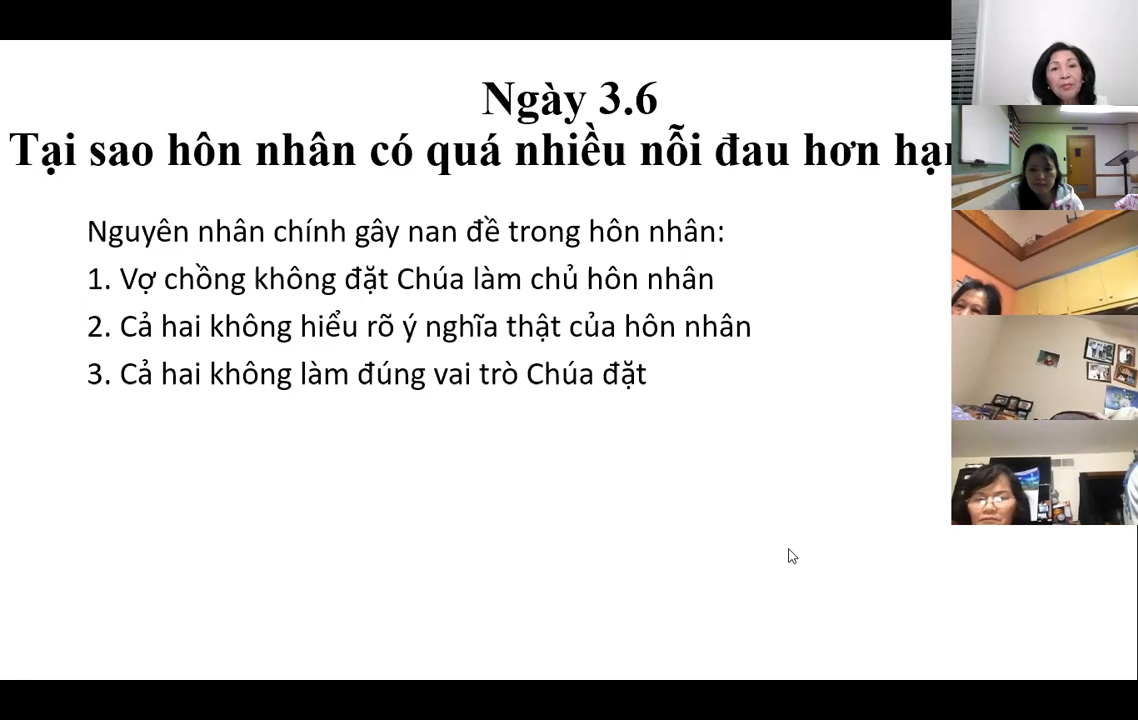 Ngày 3.6
Tại sao hôn nhân có quá nhiều nỗi đau hơn
Nguyên nhân chính gây nan đề trong hôn nhân:
1. Vợ chồng không đặt Chúa làm chủ hôn nhân
2. Cả hai không hiểu rõ ý nghĩa thật của hôn nhân
3. Cả hai không làm đúng vai trò Chúa đặt